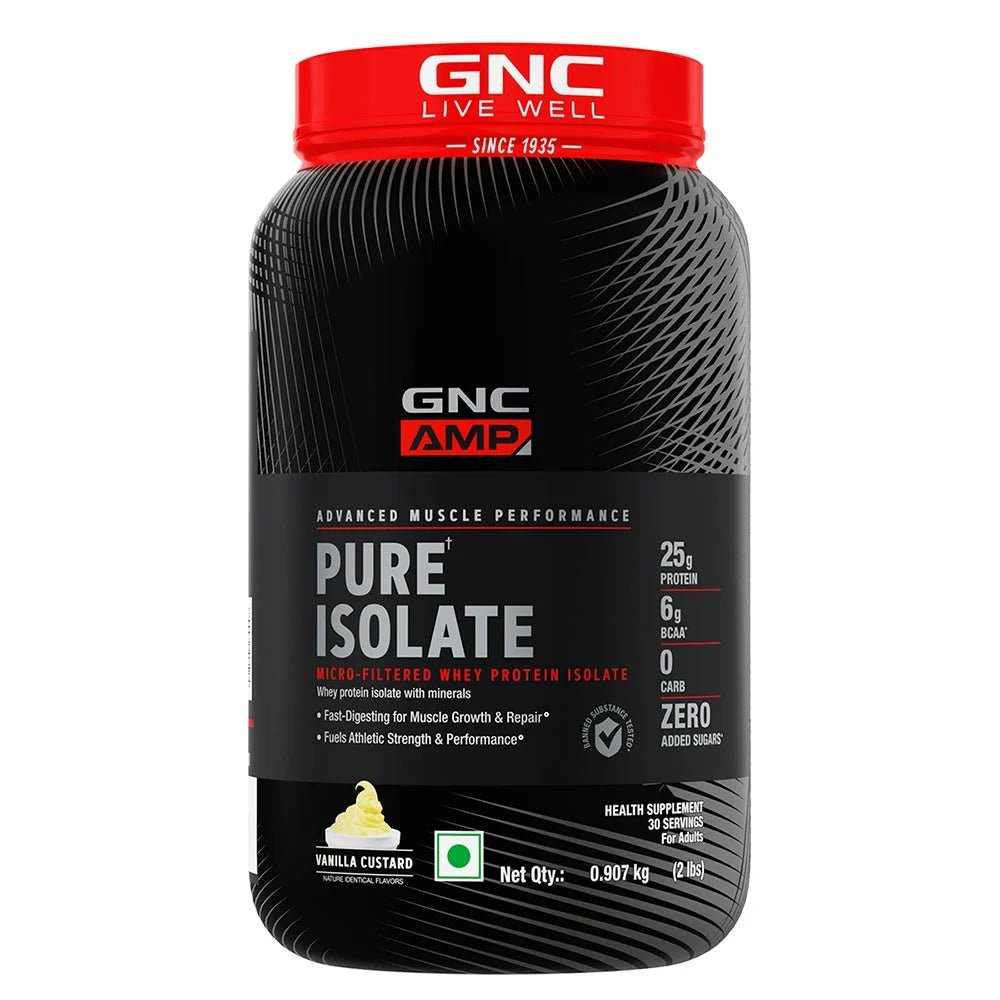 GNC
LIVE WELL
— SINCE 1935 —
GNC
AMP
ADVANCED MUSCLE PERFORMANCE
PURE†
ISOLATE
MICRO-FILTERED WHEY PROTEIN ISOLATE
Whey protein isolate with minerals
• Fast-Digesting for Muscle Growth & Repair°
• Fuels Athletic Strength & Performance°
BANNED SUBSTANCE TESTED
25g
PROTEIN
6g
BCAA*
0
CARB
ZERO
ADDED SUGARS*
VANILLA CUSTARD
NATURE IDENTICAL FLAVORS
HEALTH SUPPLEMENT
30 SERVINGS
For Adults
Net Qty.: 0.907 kg (2 lbs)